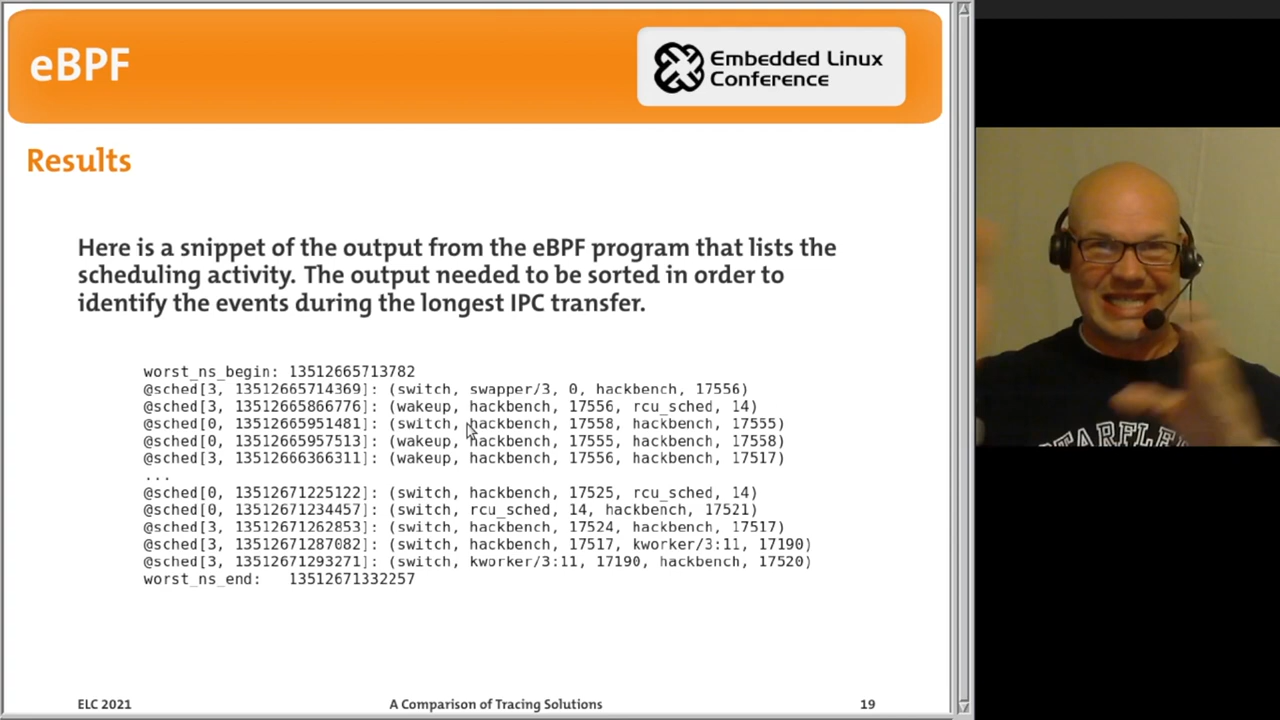 eBPF
Embedded Linux
Conference
Results
Here is a snippet of the output from the eBPF program that lists the
scheduling activity. The output needed to be sorted in order to
identify the events during the longest IPC transfer.
worst_ns_begin: 13512665713782
@sched[3, 13512665714369]: (switch, swapper/3, 0, hackbench, 17556)
@sched[3, 13512665866776]: (wakeup, hackbench, 17556, rcu_sched, 14)
@sched[0, 13512665951481]: (switch, hackbench, 17558, hackbench, 17555)
@sched[0, 13512665957513]: (wakeup, hackbench, 17555, hackbench, 17558)
@sched[3, 13512666366311]: (wakeup, hackbench, 17556, hackbench, 17517)
...
@sched[0, 13512671225122]: (switch, hackbench, 17525, rcu_sched, 14)
@sched[0, 13512671234457]: (switch, rcu_sched, 14, hackbench, 17521)
@sched[3, 13512671262853]: (switch, hackbench, 17524, hackbench, 17517)
@sched[3, 13512671287082]: (switch, hackbench, 17517, kworker/3:11, 17190)
@sched[3, 13512671293271]: (switch, kworker/3:11, 17190, hackbench, 17520)
worst_ns_end: 13512671332257
ELC 2021
A Comparison of Tracing Solutions
19